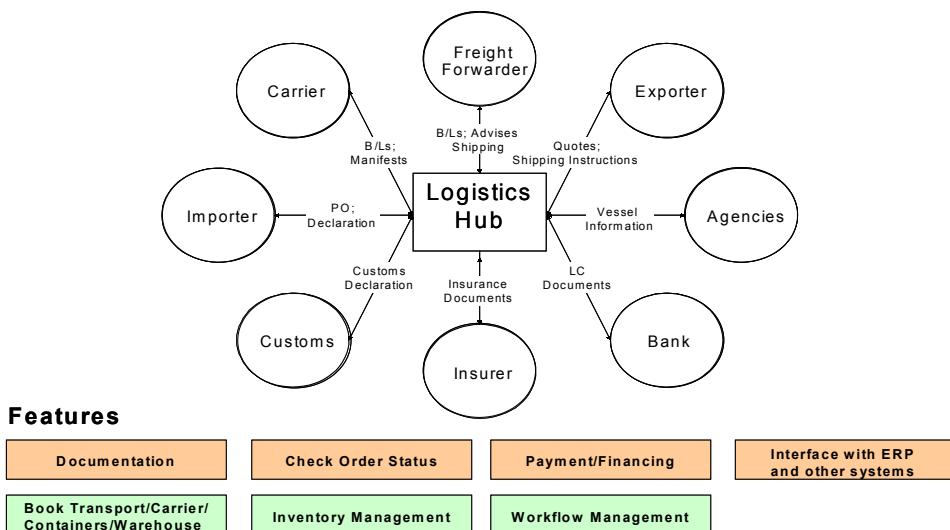 Freight
Forwarder
Carrier
Exporter
B/Ls; Advises
Shipping
B/Ls;
Manifests
Quotes;
Shipping Instructions
Logistics
Hub
Importer
PO;
Declaration
Vessel
Information
Agencies
Customs
Declaration
Insurance
Documents
LC
Documents
Customs
Insurer
Bank
Features
Documentation
Check Order Status
Payment/Financing
Interface with ERP
and other systems
Book Transport/Carrier/
Containers/Warehouse
Inventory Management
Workflow Management